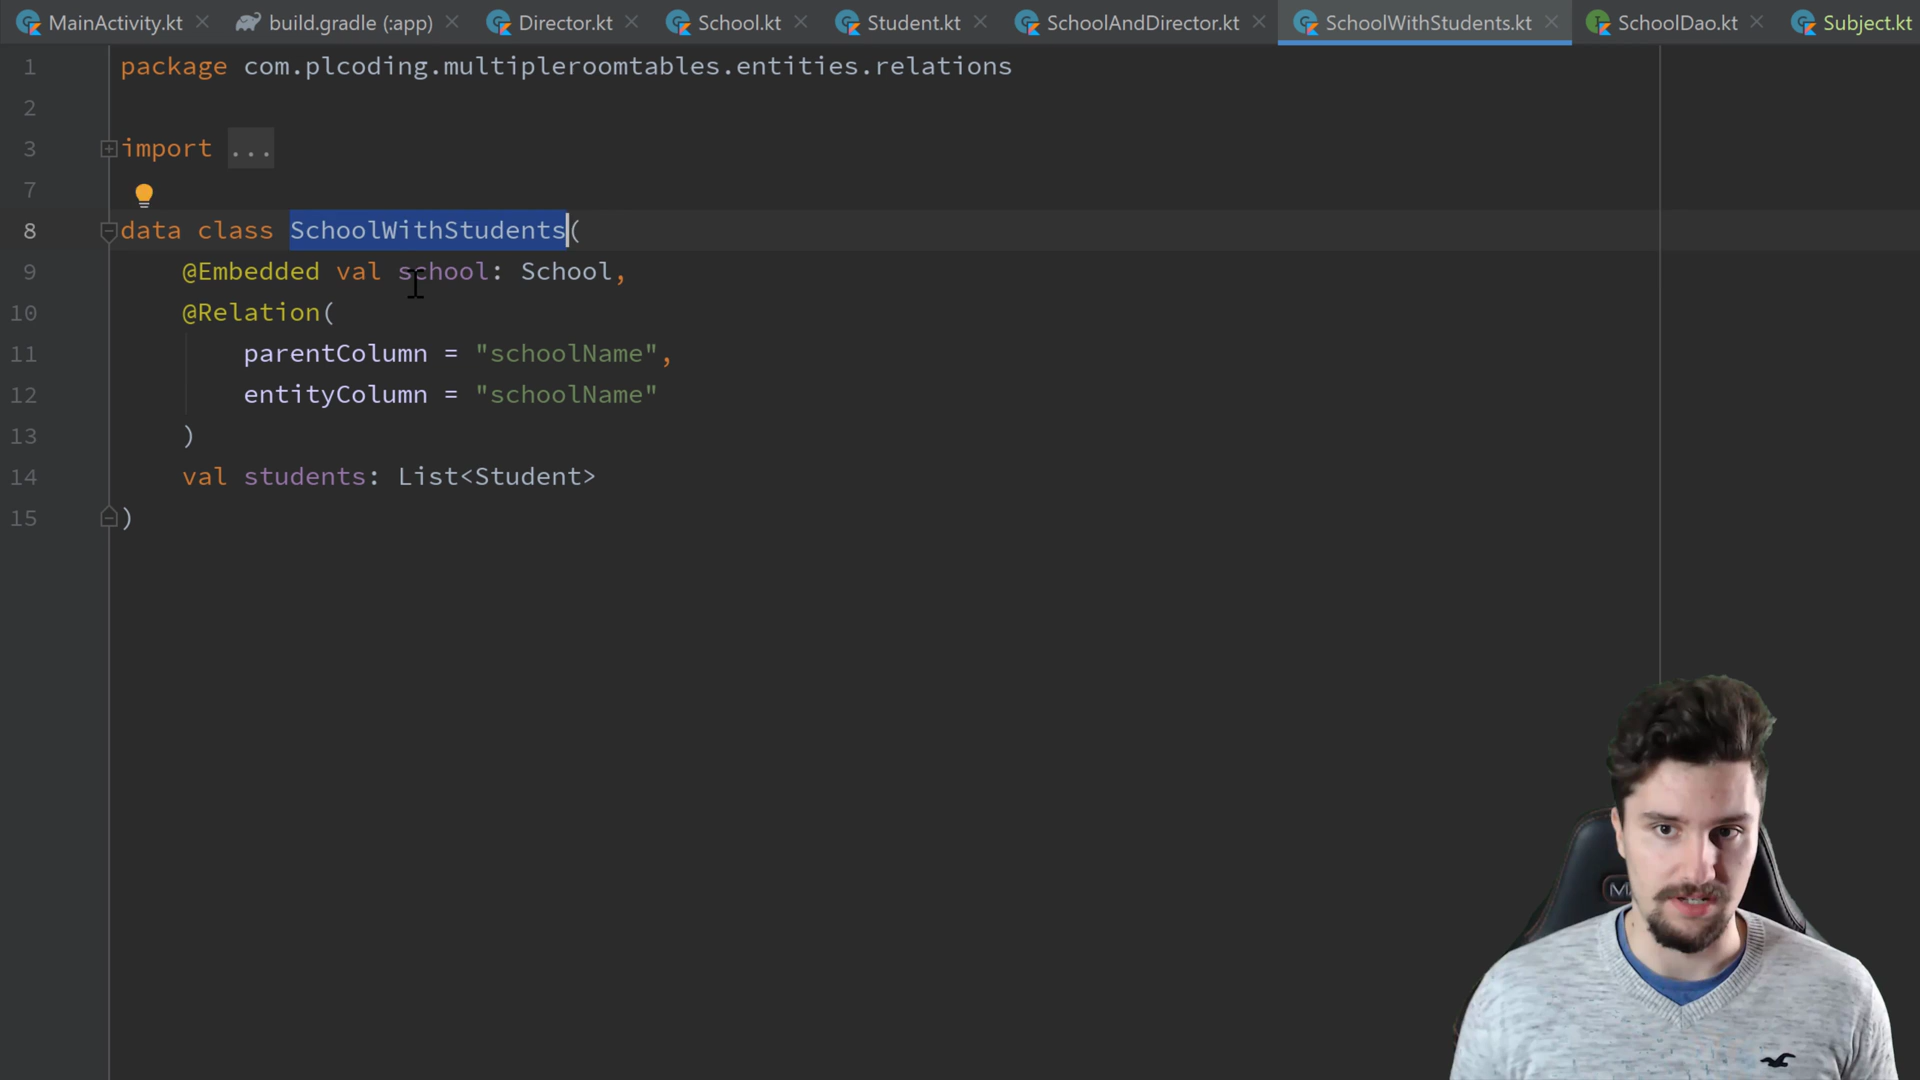 MainActivity.kt build.gradle (:app) Director.kt School.kt Student.kt SchoolAndDirector.kt SchoolWithStudents.kt SchoolDao.kt Subject.kt
1 package com.plcoding.multipleroomtables.entities.relations
2
3 import ...
7
8 data class SchoolWithStudents(
9 @Embedded val school: School,
10 @Relation(
11 parentColumn = "schoolName",
12 entityColumn = "schoolName"
13 )
14 val students: List<Student>
15 )